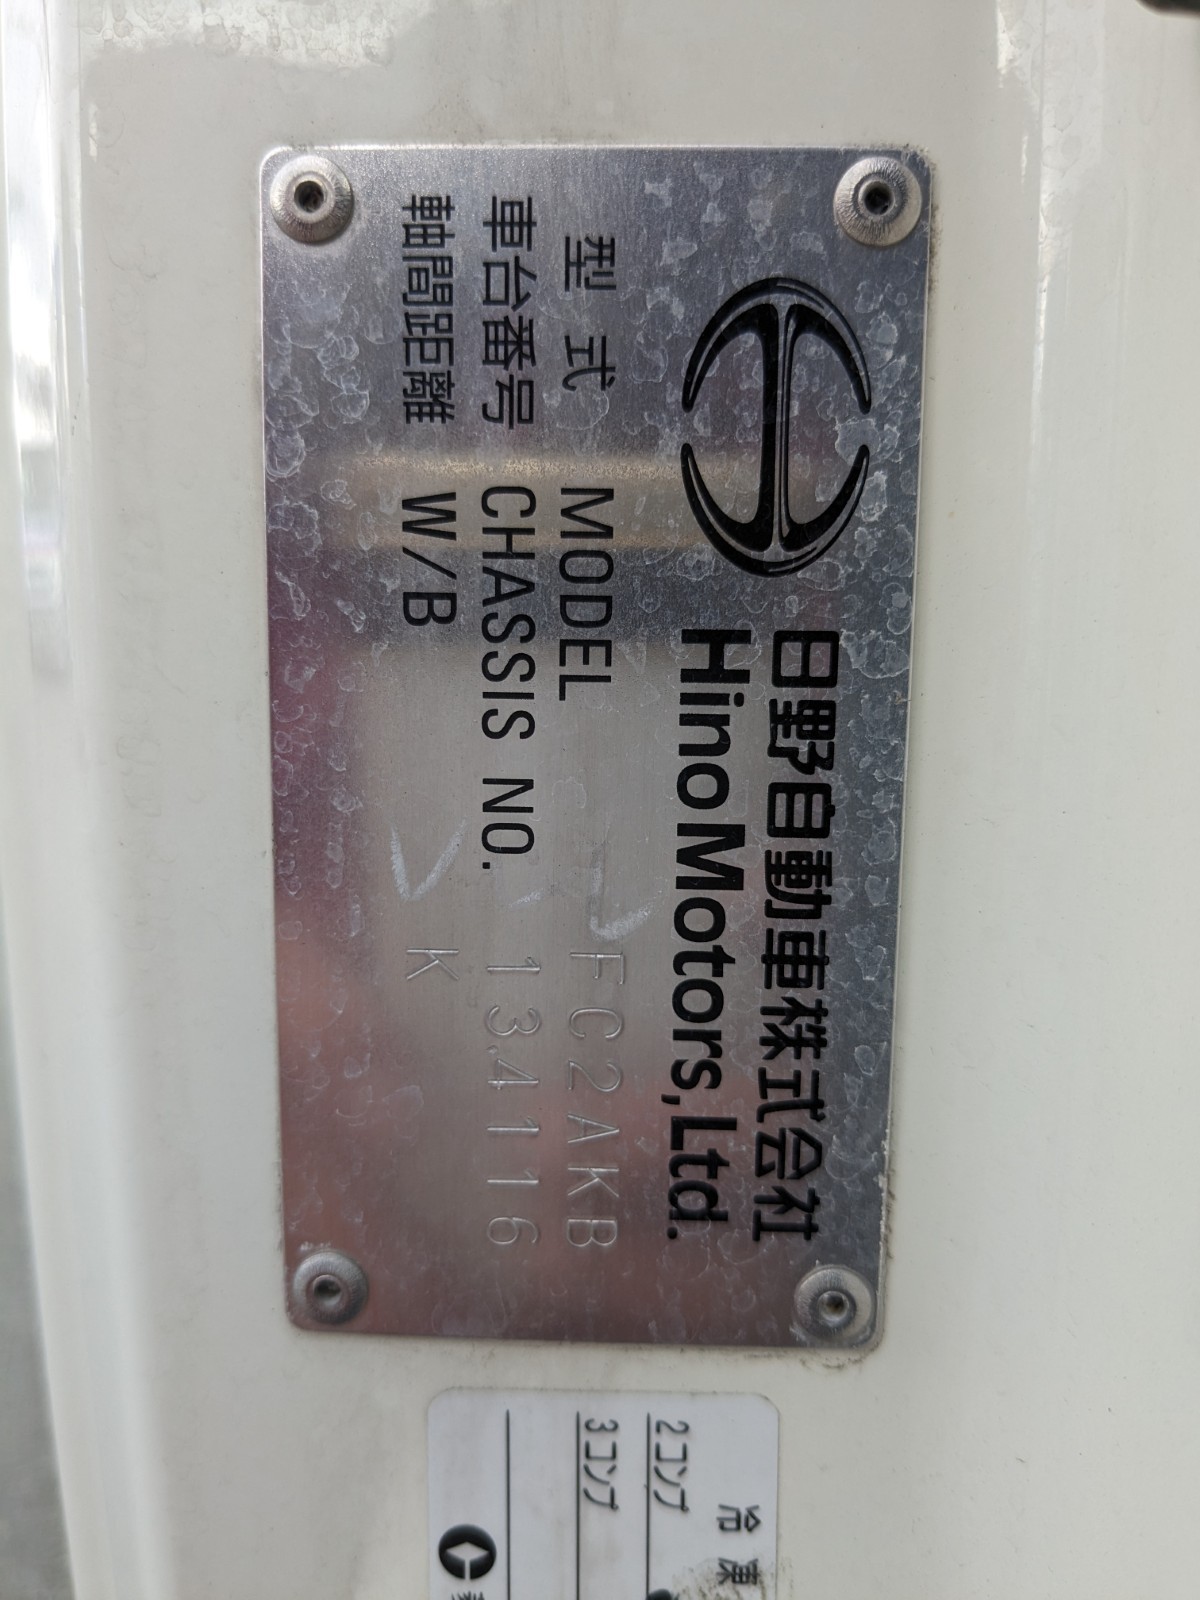 日野自動車株式会社
Hino Motors, Ltd.
型式 MODEL FC2AKB
車台番号 CHASSIS NO. 134116
軸間距離 W/B K
冷凍
2コンプ
3コンプ